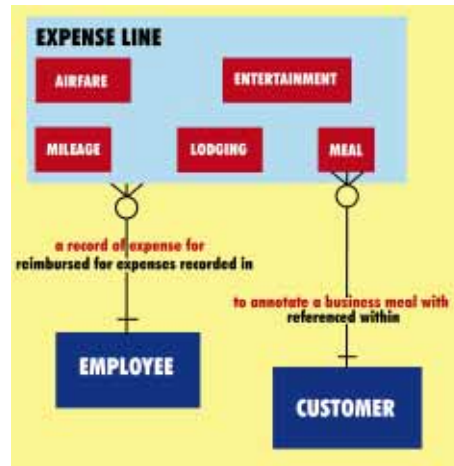 EXPENSE LINE
AIRFARE
ENTERTAINMENT
MILEAGE
LODGING
MEAL
a record of expense for
reimbursed for expenses recorded in
to annotate a business meal with
referenced within
EMPLOYEE
CUSTOMER